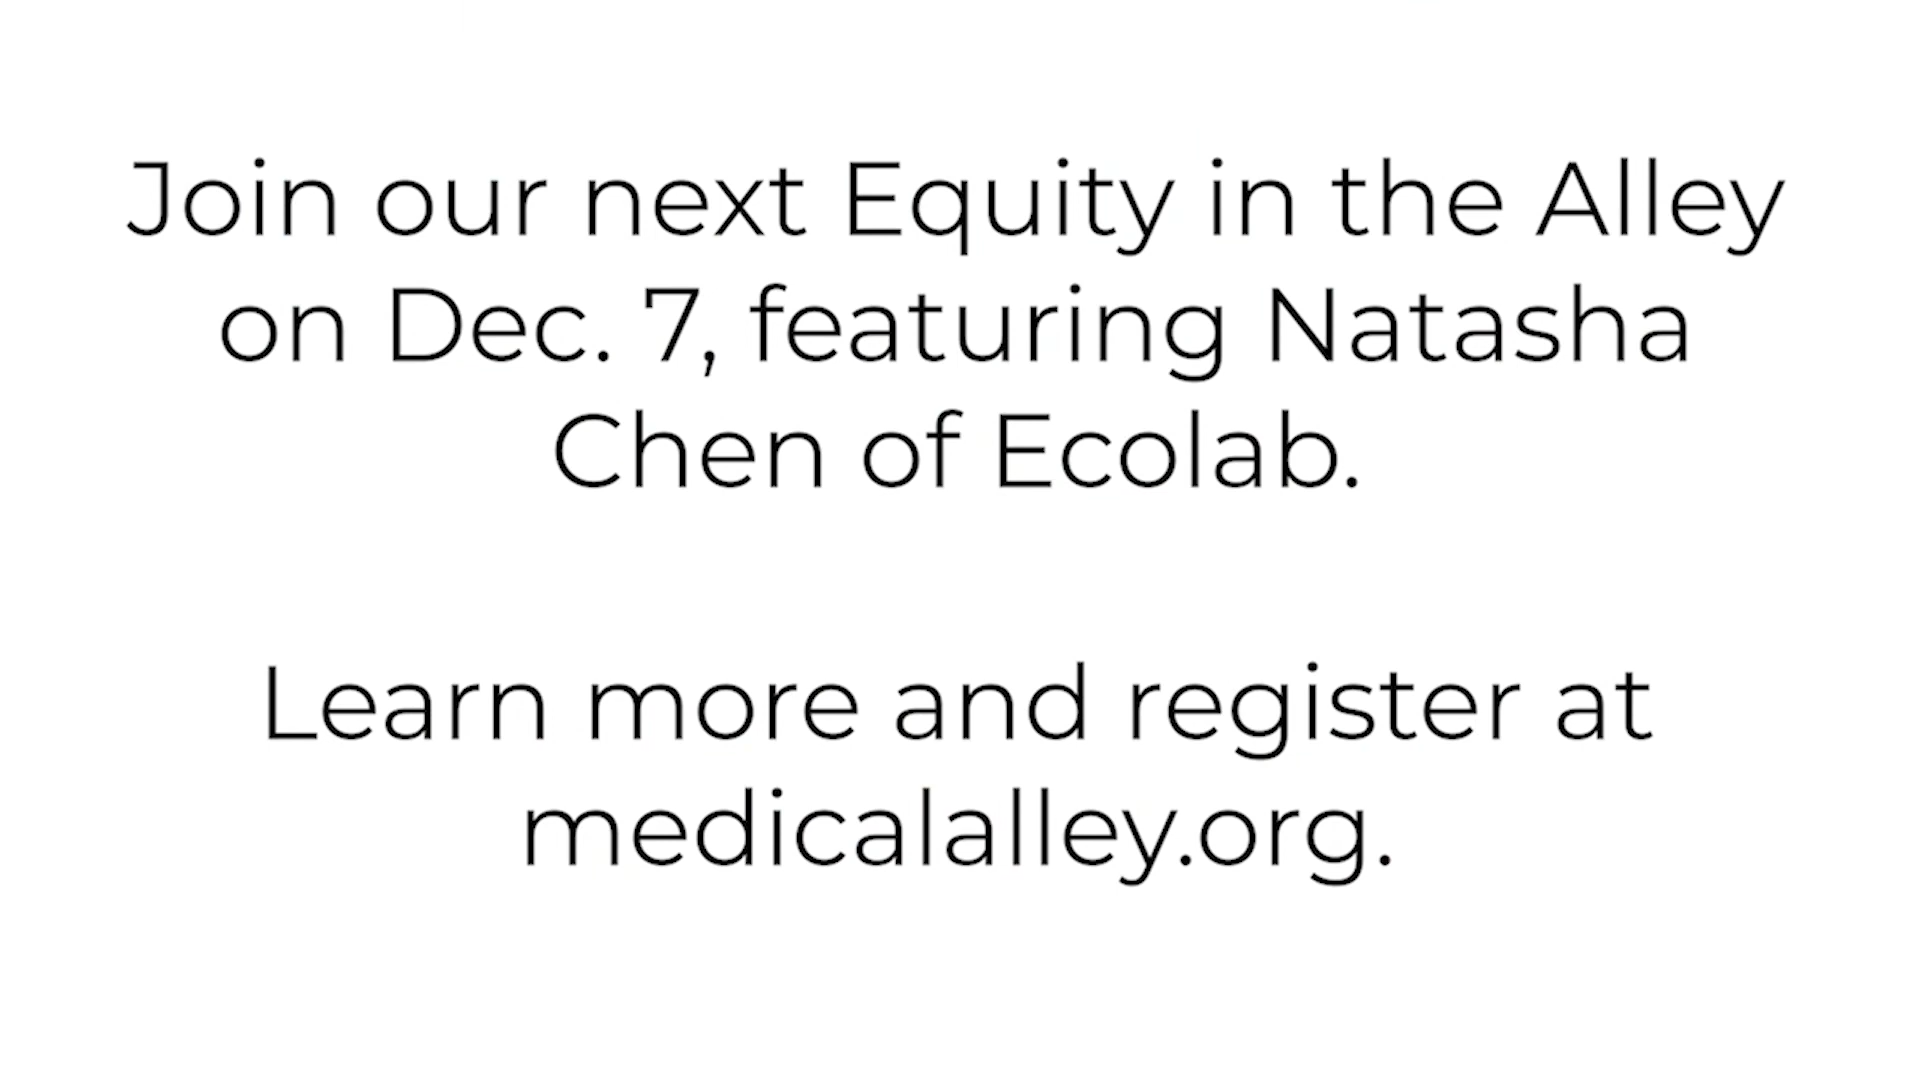 Join our next Equity in the Alley
on Dec. 7, featuring Natasha
Chen of Ecolab.
Learn more and register at
medicalalley.org.